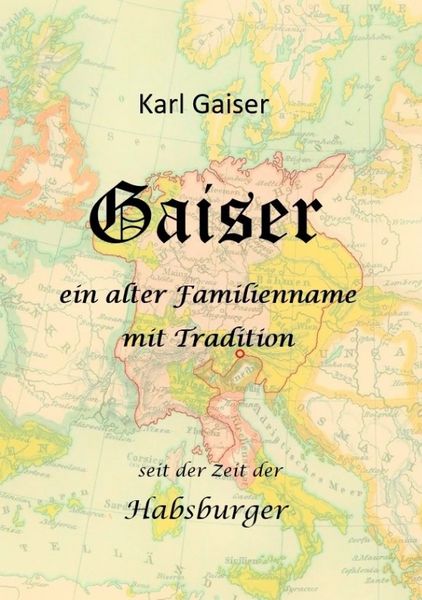 Karl Gaiser
Gaiser
ein alter Familienname
mit Tradition
seit der Zeit der
Habsburger